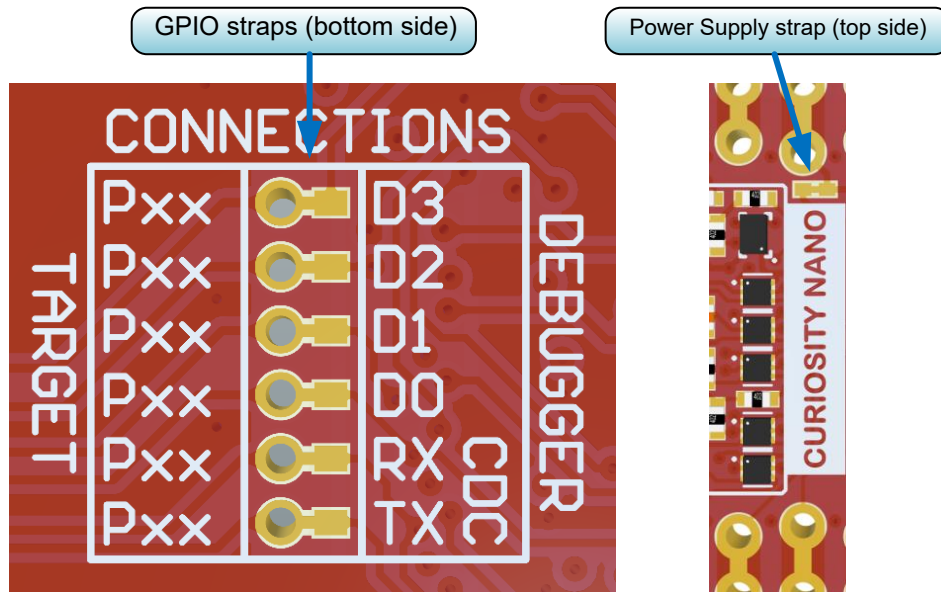 GPIO straps (bottom side)
Power Supply strap (top side)
CONNECTIONS
TARGET
DEBUGGER
Pxx D3
Pxx D2
Pxx D1
Pxx D0
Pxx RX
Pxx TX
CDC
CURIOSITY NANO